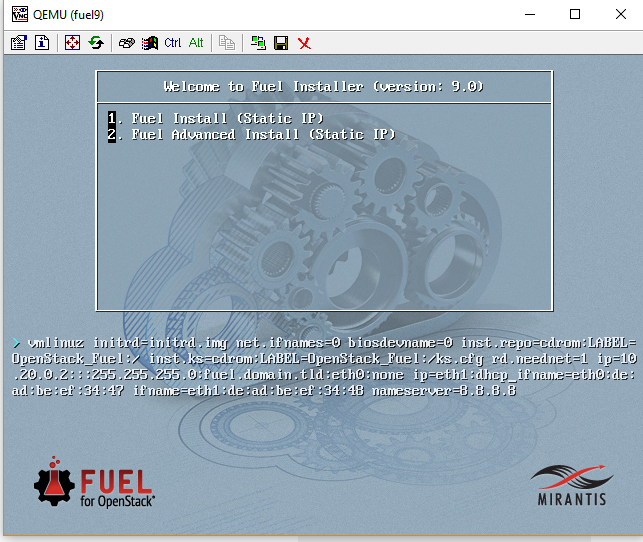 QEMU (fuel9)
Ctrl Alt
Welcome to Fuel Installer (version: 9.0)
1. Fuel Install (Static IP)
2. Fuel Advanced Install (Static IP)
> vmlinuz initrd=initrd.img net.ifnames=0 biosdevname=0 inst.repo=cdrom:LABEL=
OpenStack_Fuel:/ inst.ks=cdrom:LABEL=OpenStack_Fuel:/ks.cfg rd.neednet=1 ip=10
.20.0.2:::255.255.255.0:fuel.domain.tld:eth0:none ip=eth1:dhcp_ifname=eth0:de:
ad:be:ef:34:47 ifname=eth1:de:ad:be:ef:34:48 nameserver=8.8.8.8
FUEL
for OpenStack
MIRANTIS